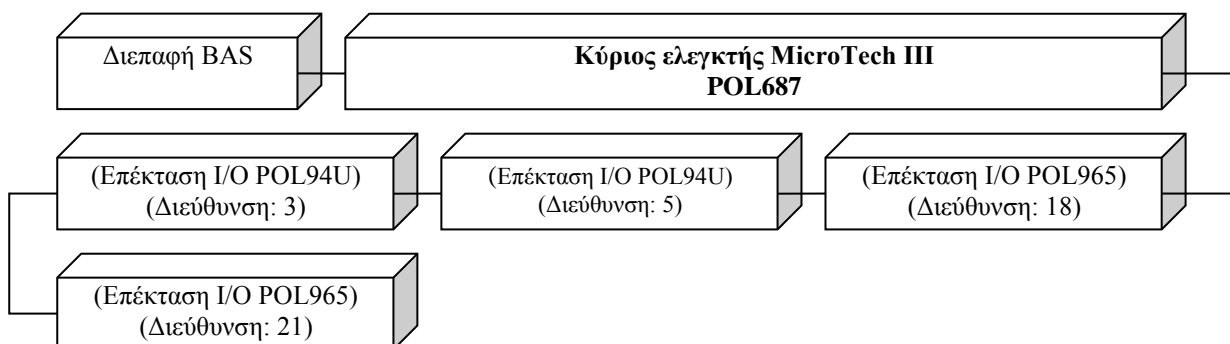 Διεπαφή BAS
Κύριος ελεγκτής MicroTech III
POL687
(Επέκταση I/O POL94U)
(Διεύθυνση: 3)
(Επέκταση I/O POL94U)
(Διεύθυνση: 5)
(Επέκταση I/O POL965)
(Διεύθυνση: 18)
(Επέκταση I/O POL965)
(Διεύθυνση: 21)